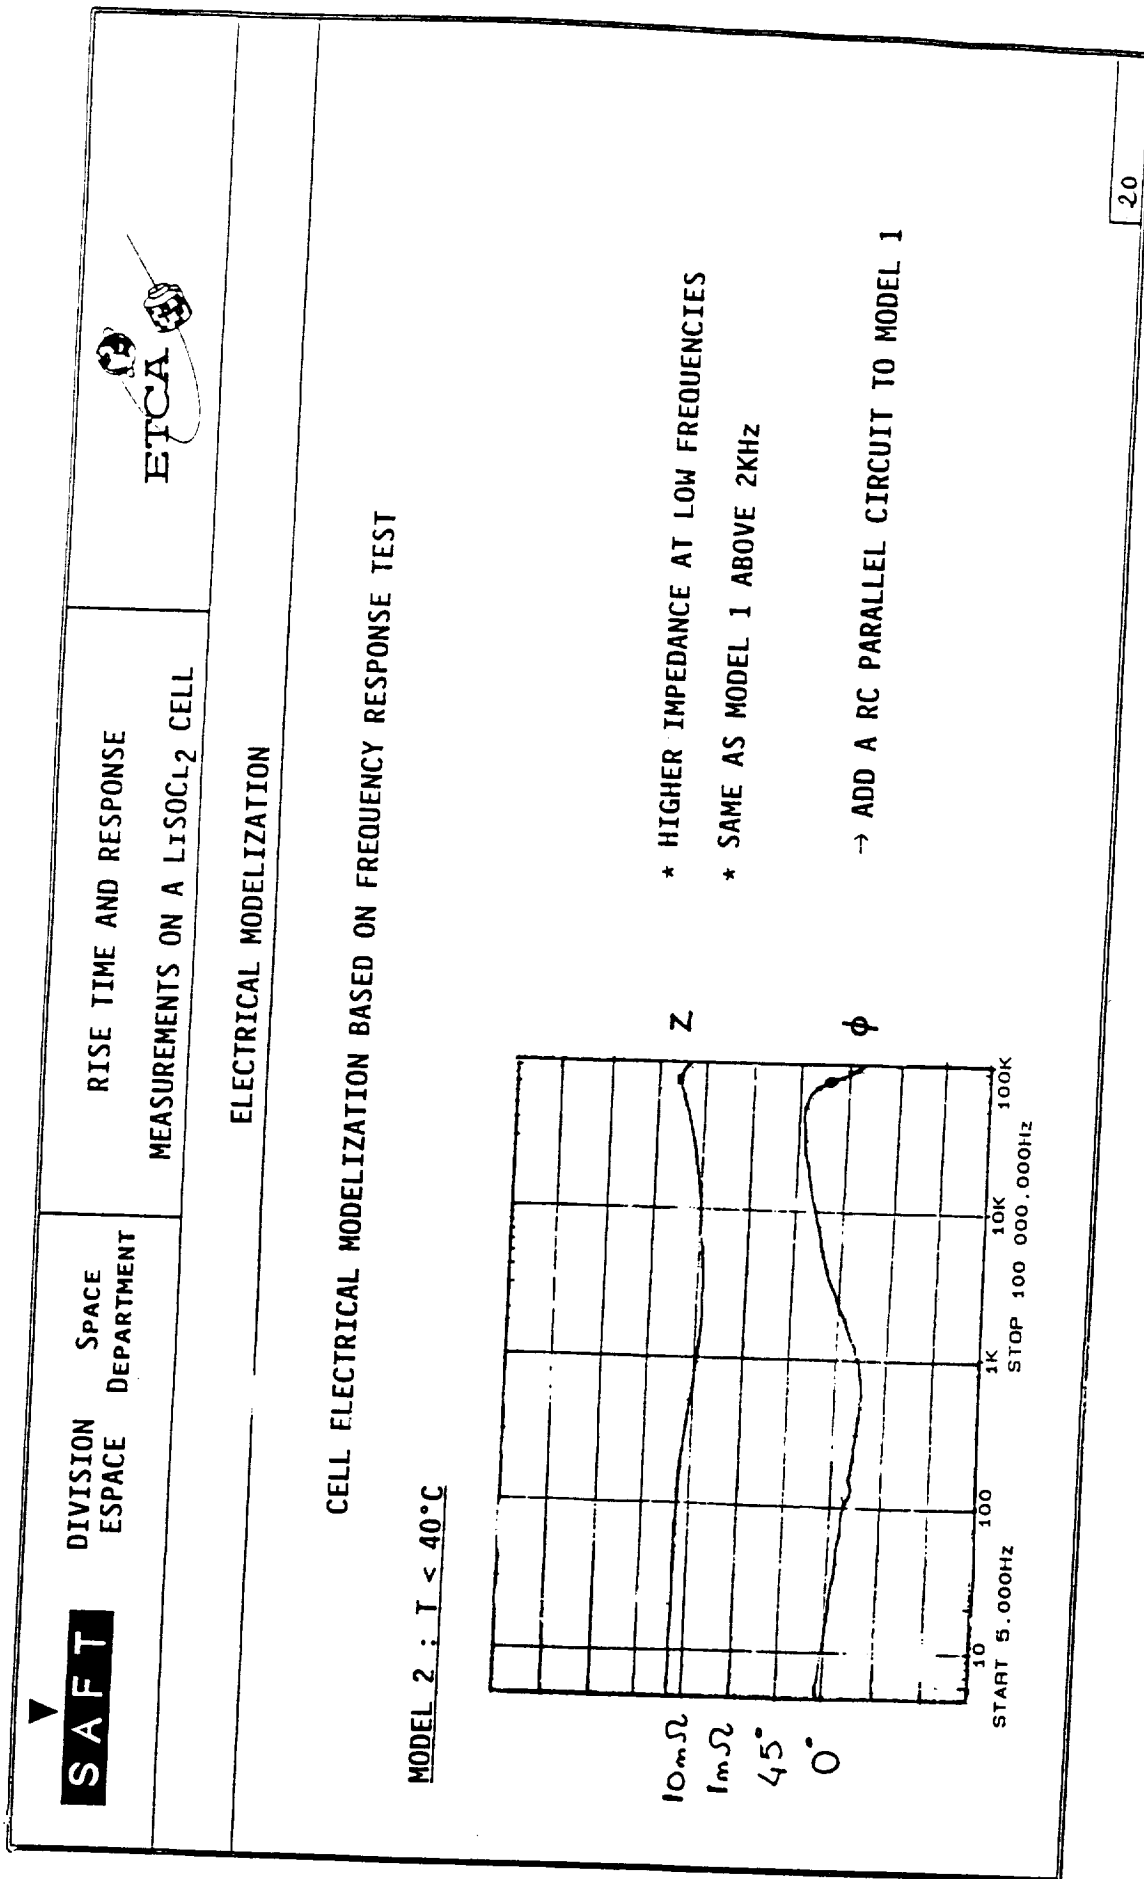 SAFT
DIVISION SPACE
ESPACE DEPARTMENT
RISE TIME AND RESPONSE
MEASUREMENTS ON A LiSOCL2 CELL
ETCA
ELECTRICAL MODELIZATION
CELL ELECTRICAL MODELIZATION BASED ON FREQUENCY RESPONSE TEST
MODEL 2 : T < 40°C
10mΩ
1mΩ
45°
0°
Z
φ
10
100
1K
10K
100K
START 5.000Hz
STOP 100 000.000Hz
* HIGHER IMPEDANCE AT LOW FREQUENCIES
* SAME AS MODEL 1 ABOVE 2KHz
→ ADD A RC PARALLEL CIRCUIT TO MODEL 1
20